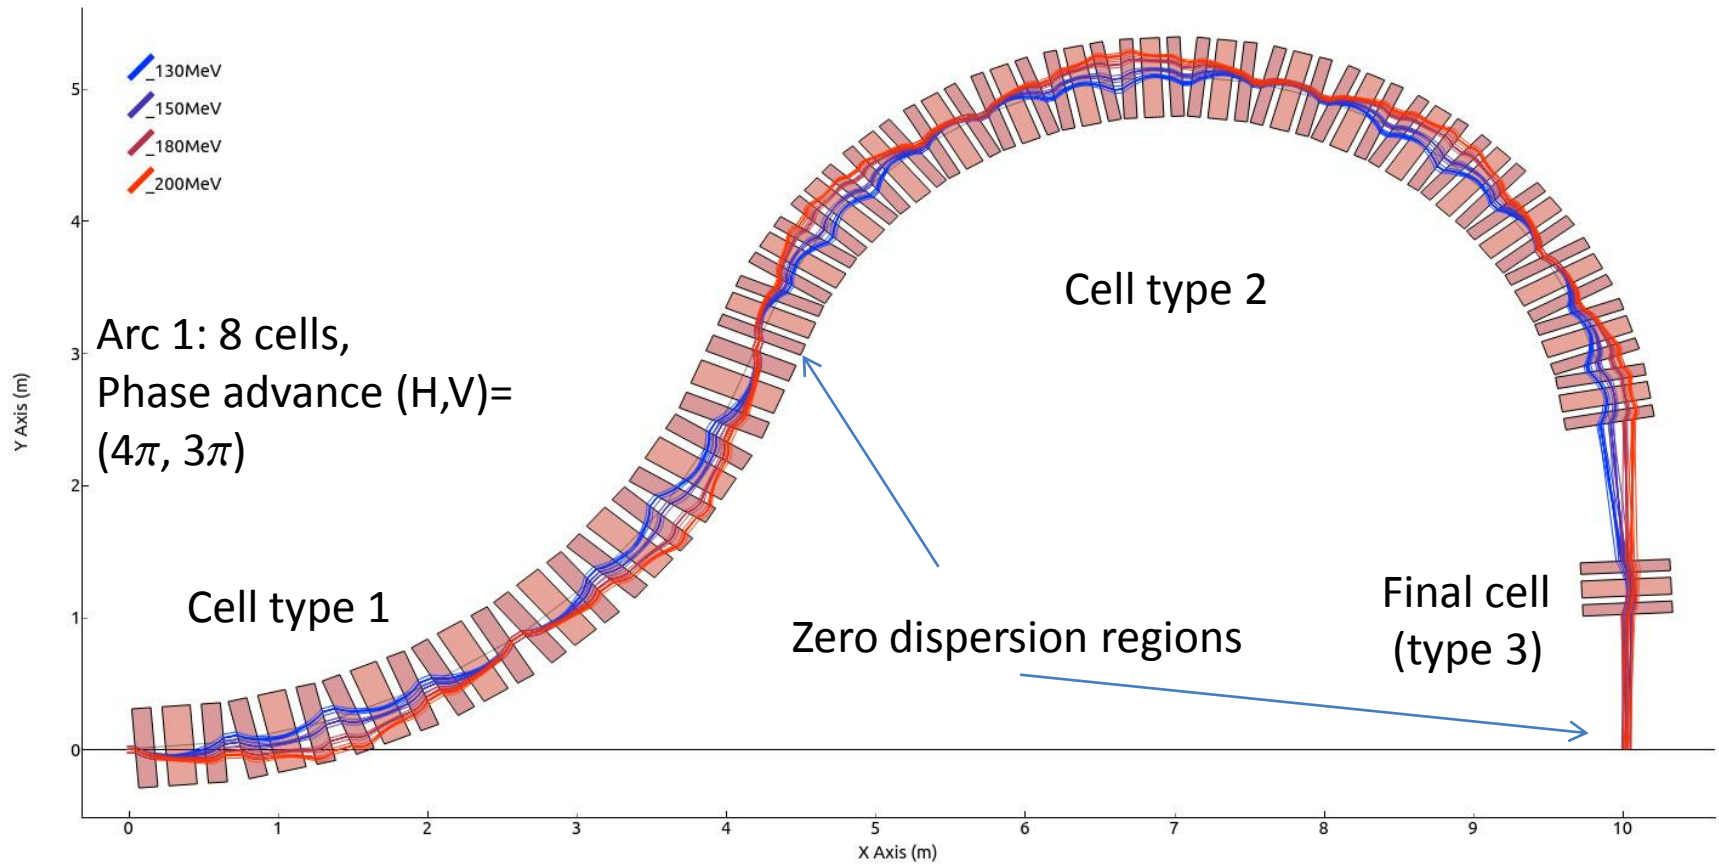 _130MeV
_150MeV
_180MeV
_200MeV
Arc 1: 8 cells,
Phase advance (H,V)=
(4π, 3π)
Cell type 1
Cell type 2
Zero dispersion regions
Final cell
(type 3)
Y Axis (m)
5
4
3
2
1
0
0 1 2 3 4 5 6 7 8 9 10
X Axis (m)